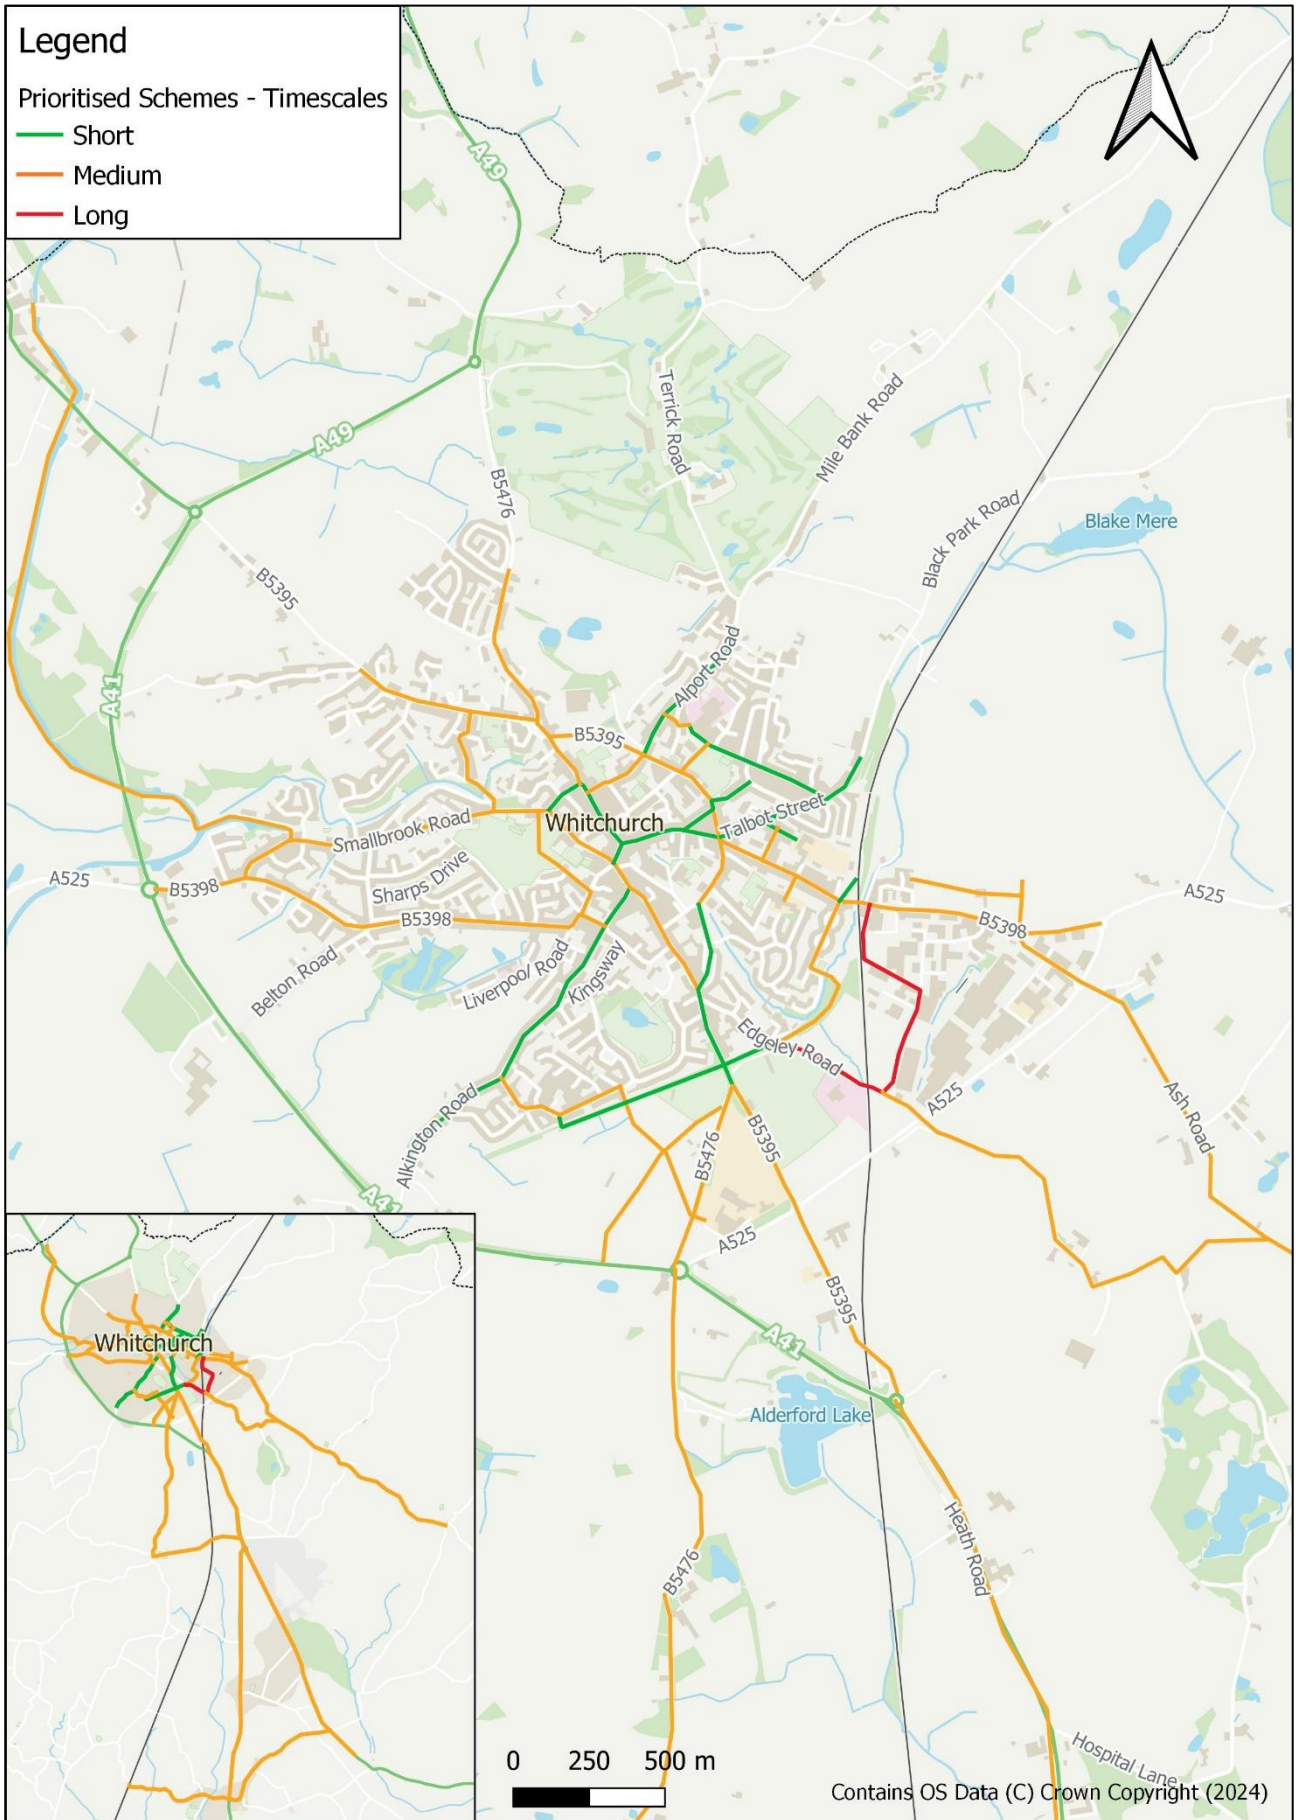 Legend
Prioritised Schemes - Timescales
Short
Medium
Long
A49
A49
Terrick Road
Mile Bank Road
B5476
Black Park Road
Blake Mere
B5395
Alport Road
A41
B5395
Whitchurch
Talbot Street
Smallbrook Road
Sharps Drive
A525
B5398
B5398
A525
B5398
Belton Road
Liverpool Road
Kingsway
Edgeley Road
A525
Ash Road
Alkington Road
B5476
B5395
A41
A525
B5395
A41
Whitchurch
Alderford Lake
Heath Road
B5476
Hospital Lane
0 250 500 m
Contains OS Data (C) Crown Copyright (2024)